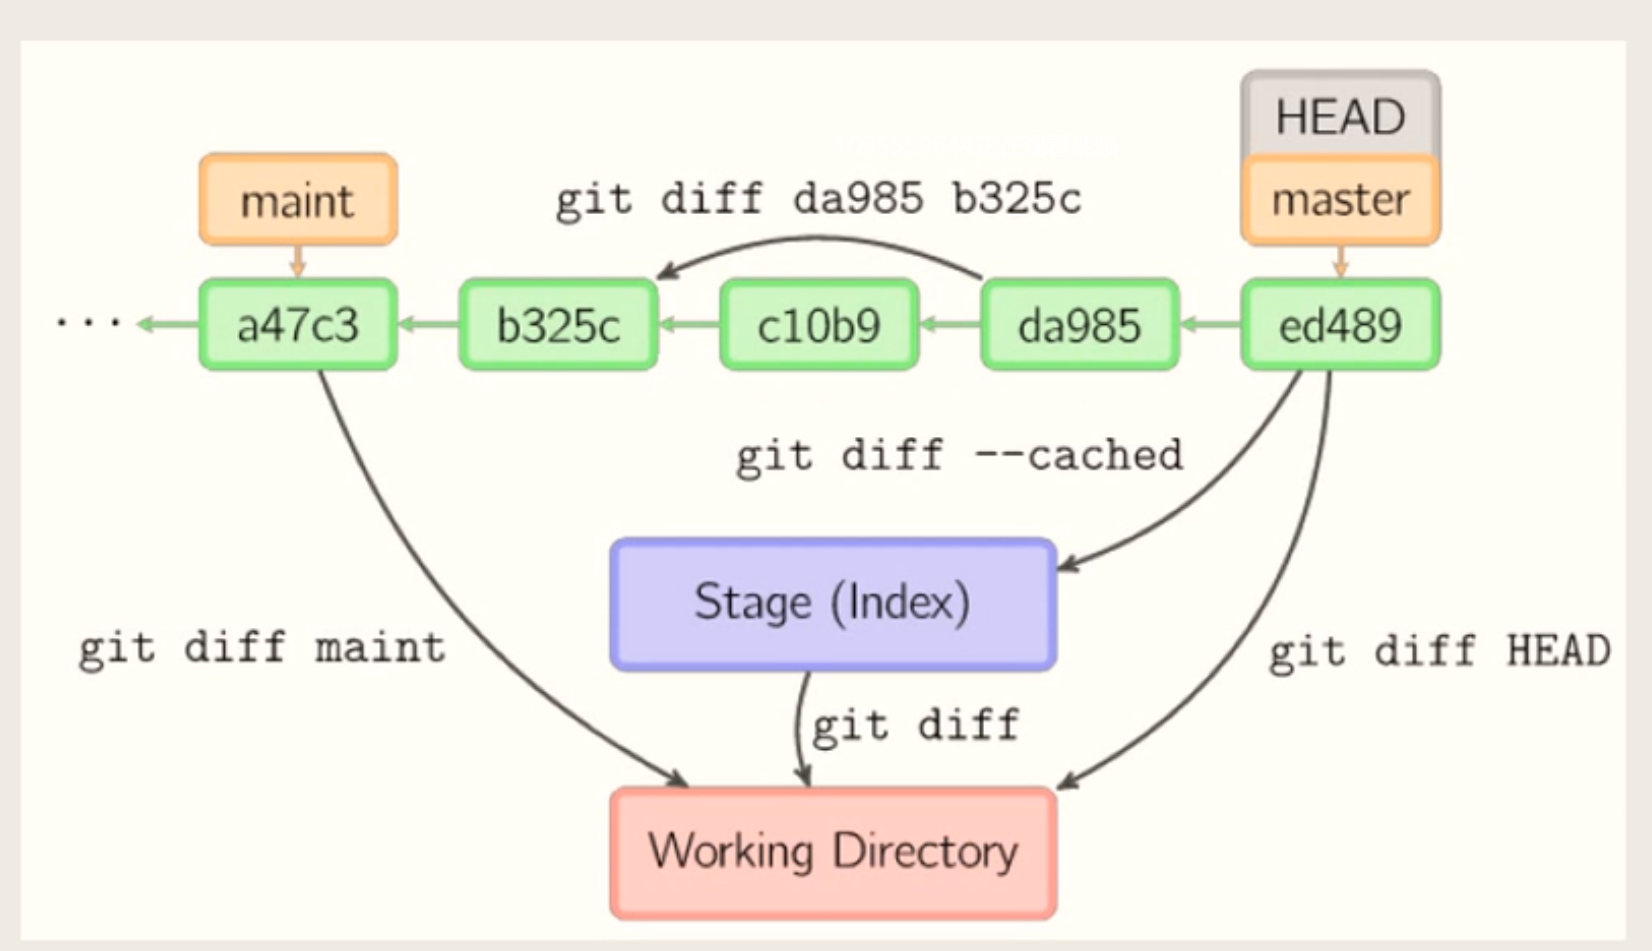 HEAD
maint
git diff da985 b325c
master
... a47c3 b325c c10b9 da985 ed489
git diff --cached
Stage (Index)
git diff maint
git diff HEAD
git diff
Working Directory